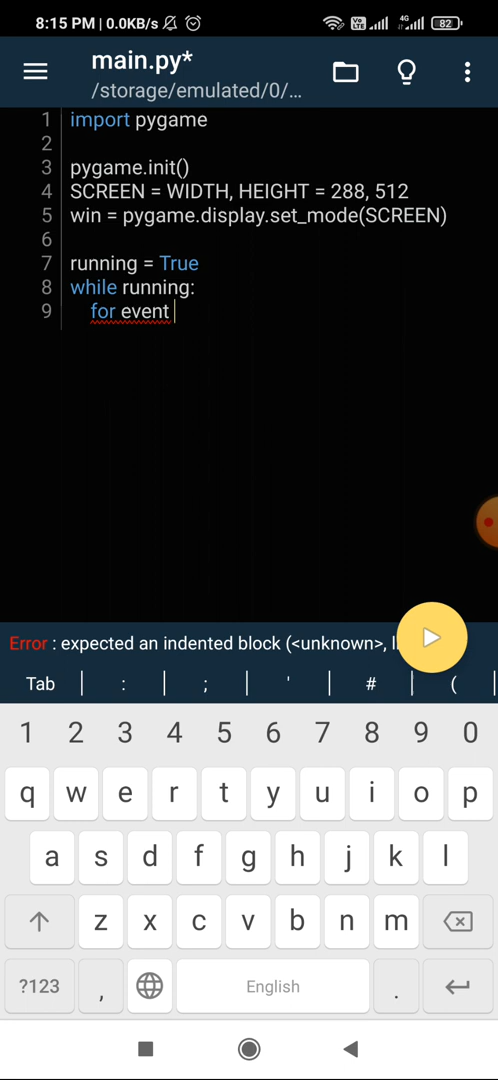 8:15 PM | 0.0KB/s Vo LTE 4G 82
main.py*
/storage/emulated/0/...
1 import pygame
2
3 pygame.init()
4 SCREEN = WIDTH, HEIGHT = 288, 512
5 win = pygame.display.set_mode(SCREEN)
6
7 running = True
8 while running:
9 for event
Error : expected an indented block (<unknown>, l
Tab | : | ; | ' | # | ( |
1 2 3 4 5 6 7 8 9 0
q w e r t y u i o p
a s d f g h j k l
z x c v b n m
?123 , English .